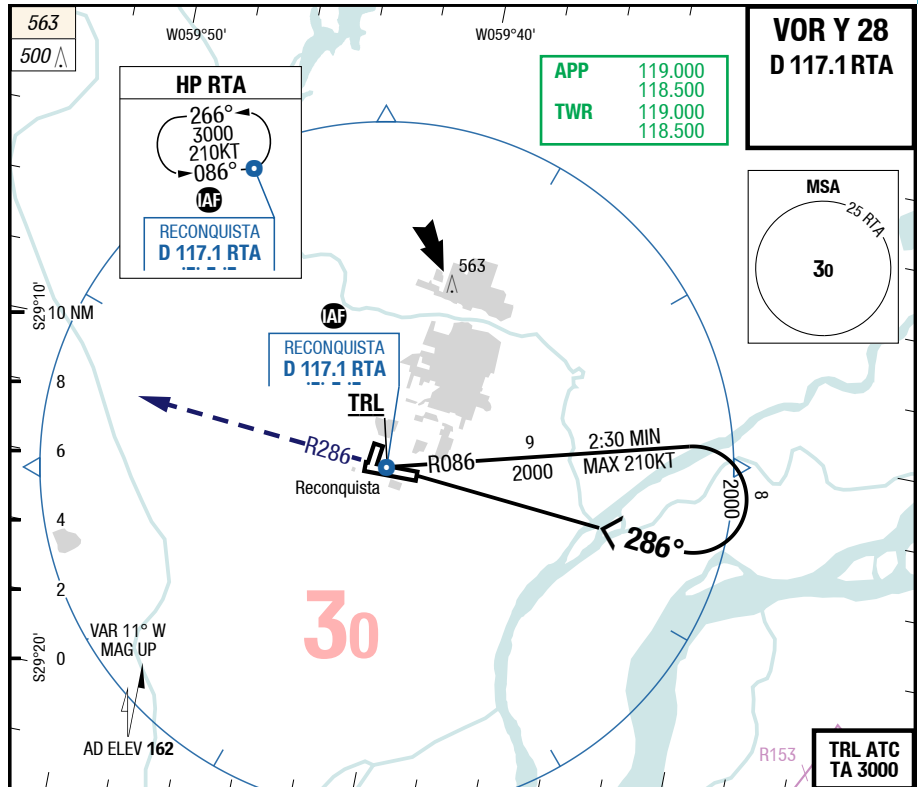 563
500
W059°50'
W059°40'
VOR Y 28
D 117.1 RTA
APP 119.000
118.500
TWR 119.000
118.500
HP RTA
266°
3000
210KT
086°
IAF
RECONQUISTA
D 117.1 RTA
MSA
25 RTA
30
563
S29°10'
10 NM
IAF
RECONQUISTA
D 117.1 RTA
8
TRL
6
R286
R086
9
2:30 MIN
2000
MAX 210KT
Reconquista
2000
8
4
286°
2
30
VAR 11° W
MAG UP
S29°20'
0
AD ELEV 162
R153
TRL ATC
TA 3000